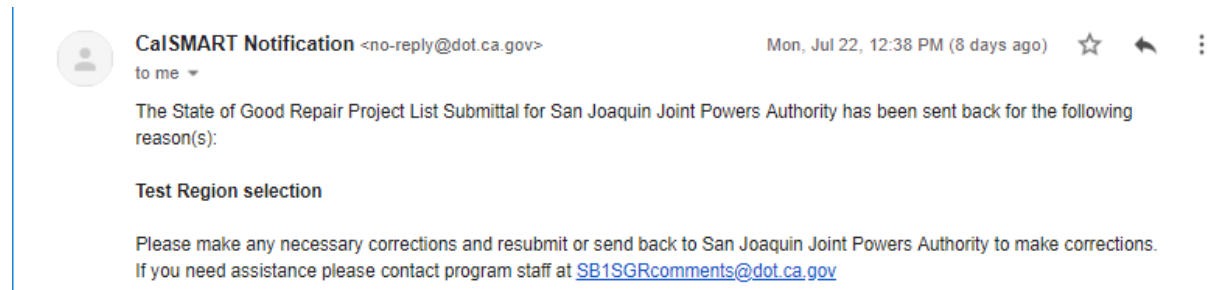 CalSMART Notification <no-reply@dot.ca.gov> Mon, Jul 22, 12:38 PM (8 days ago)
to me
The State of Good Repair Project List Submittal for San Joaquin Joint Powers Authority has been sent back for the following
reason(s):
Test Region selection
Please make any necessary corrections and resubmit or send back to San Joaquin Joint Powers Authority to make corrections.
If you need assistance please contact program staff at SB1SGRcomments@dot.ca.gov